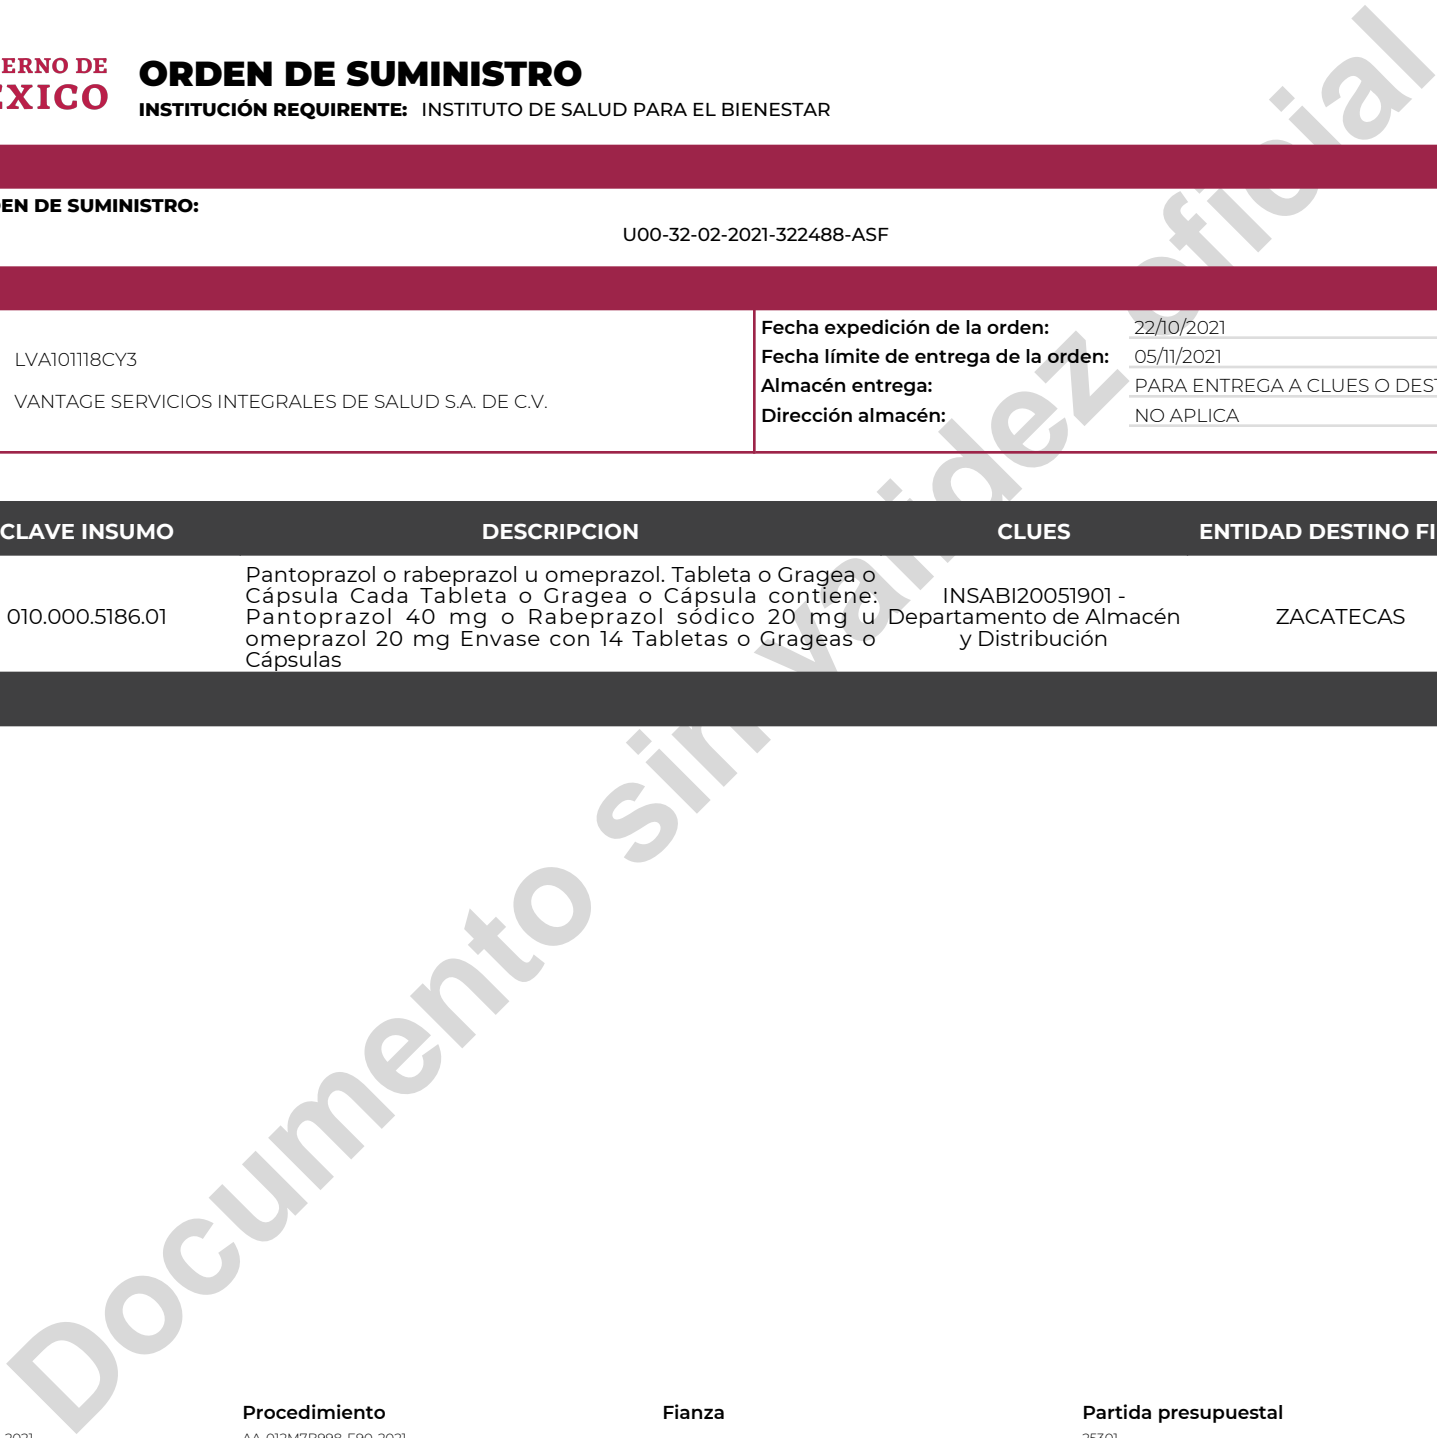 ERNO DE
EXICO
ORDEN DE SUMINISTRO
INSTITUCIÓN REQUIRENTE: INSTITUTO DE SALUD PARA EL BIENESTAR
EN DE SUMINISTRO:
U00-32-02-2021-322488-ASF
LVA101118CY3
VANTAGE SERVICIOS INTEGRALES DE SALUD S.A. DE C.V.
Fecha expedición de la orden: 22/10/2021
Fecha límite de entrega de la orden: 05/11/2021
Almacén entrega: PARA ENTREGA A CLUES O DEST
Dirección almacén: NO APLICA
CLAVE INSUMO DESCRIPCION CLUES ENTIDAD DESTINO FI
010.000.5186.01
Pantoprazol o rabeprazol u omeprazol. Tableta o Gragea o
Cápsula Cada Tableta o Gragea o Cápsula contiene:
Pantoprazol 40 mg o Rabeprazol sódico 20 mg u
omeprazol 20 mg Envase con 14 Tabletas o Grageas o
Cápsulas
INSABI20051901 -
Departamento de Almacén
y Distribución
ZACATECAS
Documento sin validez oficial
Procedimiento Fianza Partida presupuestal